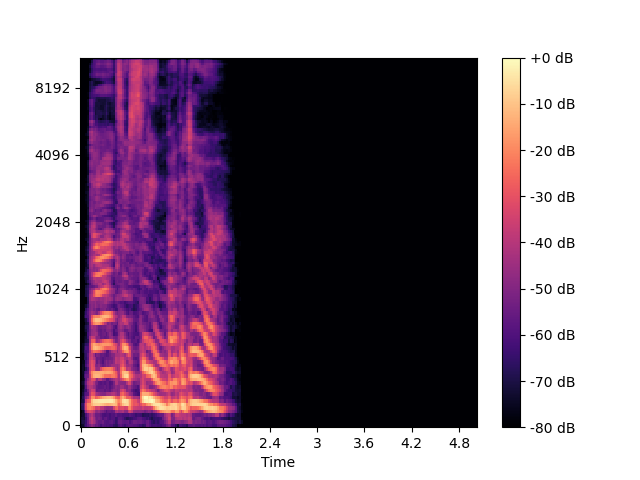 +0 dB
8192
-10 dB
4096
-20 dB
-30 dB
2048
-40 dB
Hz
1024
-50 dB
-60 dB
512
-70 dB
0
-80 dB
0 0.6 1.2 1.8 2.4 3 3.6 4.2 4.8
Time